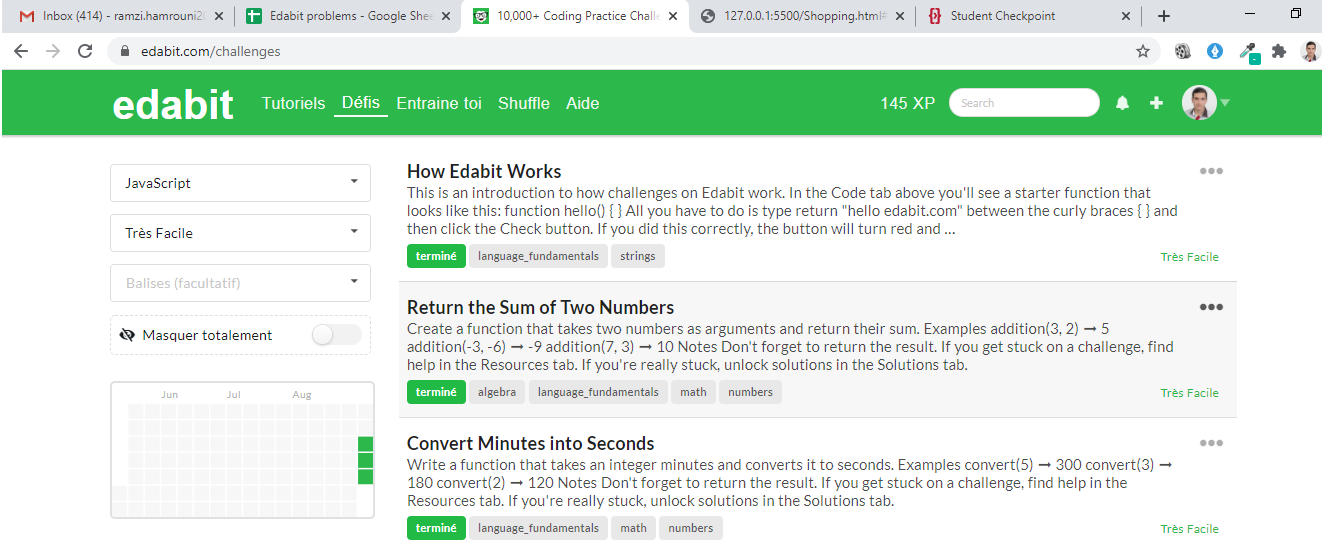 Inbox (414) - ramzi.hamrouni20
Edabit problems - Google Shee
10,000+ Coding Practice Challe
127.0.0.1:5500/Shopping.html#
Student Checkpoint
edabit.com/challenges
edabit
Tutoriels Défis Entraine toi Shuffle Aide
145 XP
Search
JavaScript
Très Facile
Balises (facultatif)
Masquer totalement
Jun Jul Aug
How Edabit Works
This is an introduction to how challenges on Edabit work. In the Code tab above you'll see a starter function that
looks like this: function hello() { } All you have to do is type return "hello edabit.com" between the curly braces { } and
then click the Check button. If you did this correctly, the button will turn red and ...
terminé language_fundamentals strings
Très Facile
Return the Sum of Two Numbers
Create a function that takes two numbers as arguments and return their sum. Examples addition(3, 2) ➞ 5
addition(-3, -6) ➞ -9 addition(7, 3) ➞ 10 Notes Don't forget to return the result. If you get stuck on a challenge, find
help in the Resources tab. If you're really stuck, unlock solutions in the Solutions tab.
terminé algebra language_fundamentals math numbers
Très Facile
Convert Minutes into Seconds
Write a function that takes an integer minutes and converts it to seconds. Examples convert(5) ➞ 300 convert(3) ➞
180 convert(2) ➞ 120 Notes Don't forget to return the result. If you get stuck on a challenge, find help in the
Resources tab. If you're really stuck, unlock solutions in the Solutions tab.
terminé language_fundamentals math numbers
Très Facile